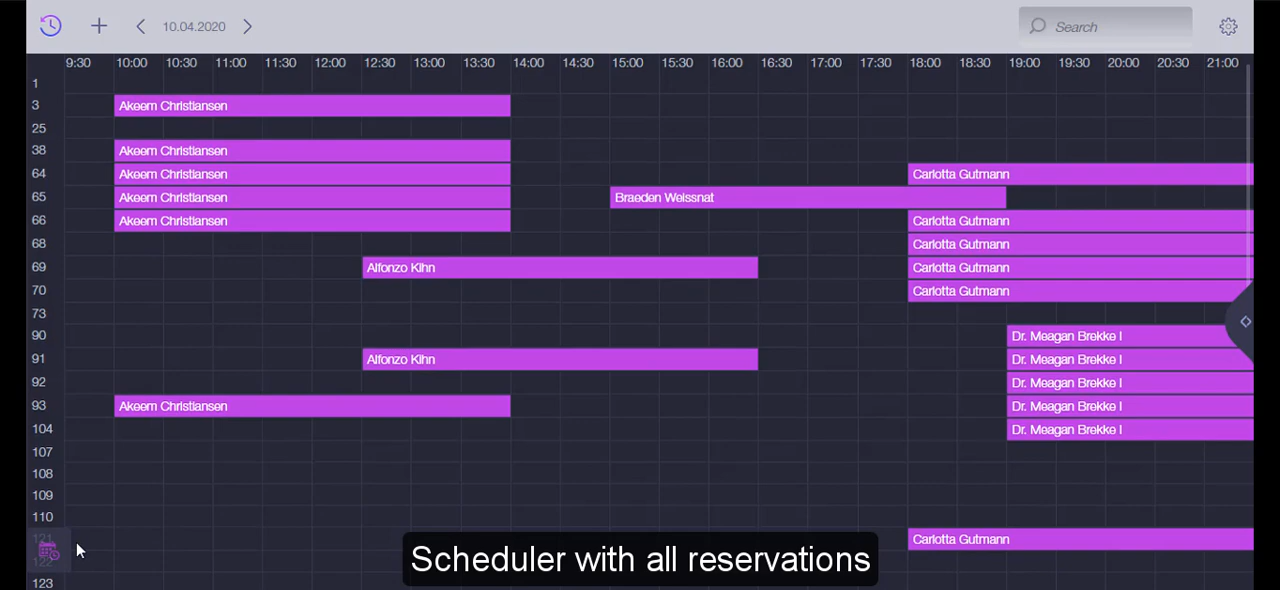 10.04.2020
Search
9:30 10:00 10:30 11:00 11:30 12:00 12:30 13:00 13:30 14:00 14:30 15:00 15:30 16:00 16:30 17:00 17:30 18:00 18:30 19:00 19:30 20:00 20:30 21:00
1
3 Akeem Christiansen
25
38 Akeem Christiansen
64 Akeem Christiansen Carlotta Gutmann
65 Akeem Christiansen Braeden Weissnat
66 Akeem Christiansen Carlotta Gutmann
68 Carlotta Gutmann
69 Alfonzo Kihn Carlotta Gutmann
70 Carlotta Gutmann
73
90 Dr. Meagan Brekke I
91 Alfonzo Kihn Dr. Meagan Brekke I
92 Dr. Meagan Brekke I
93 Akeem Christiansen Dr. Meagan Brekke I
104 Dr. Meagan Brekke I
107
108
109
110
121 Carlotta Gutmann
122
123
Scheduler with all reservations